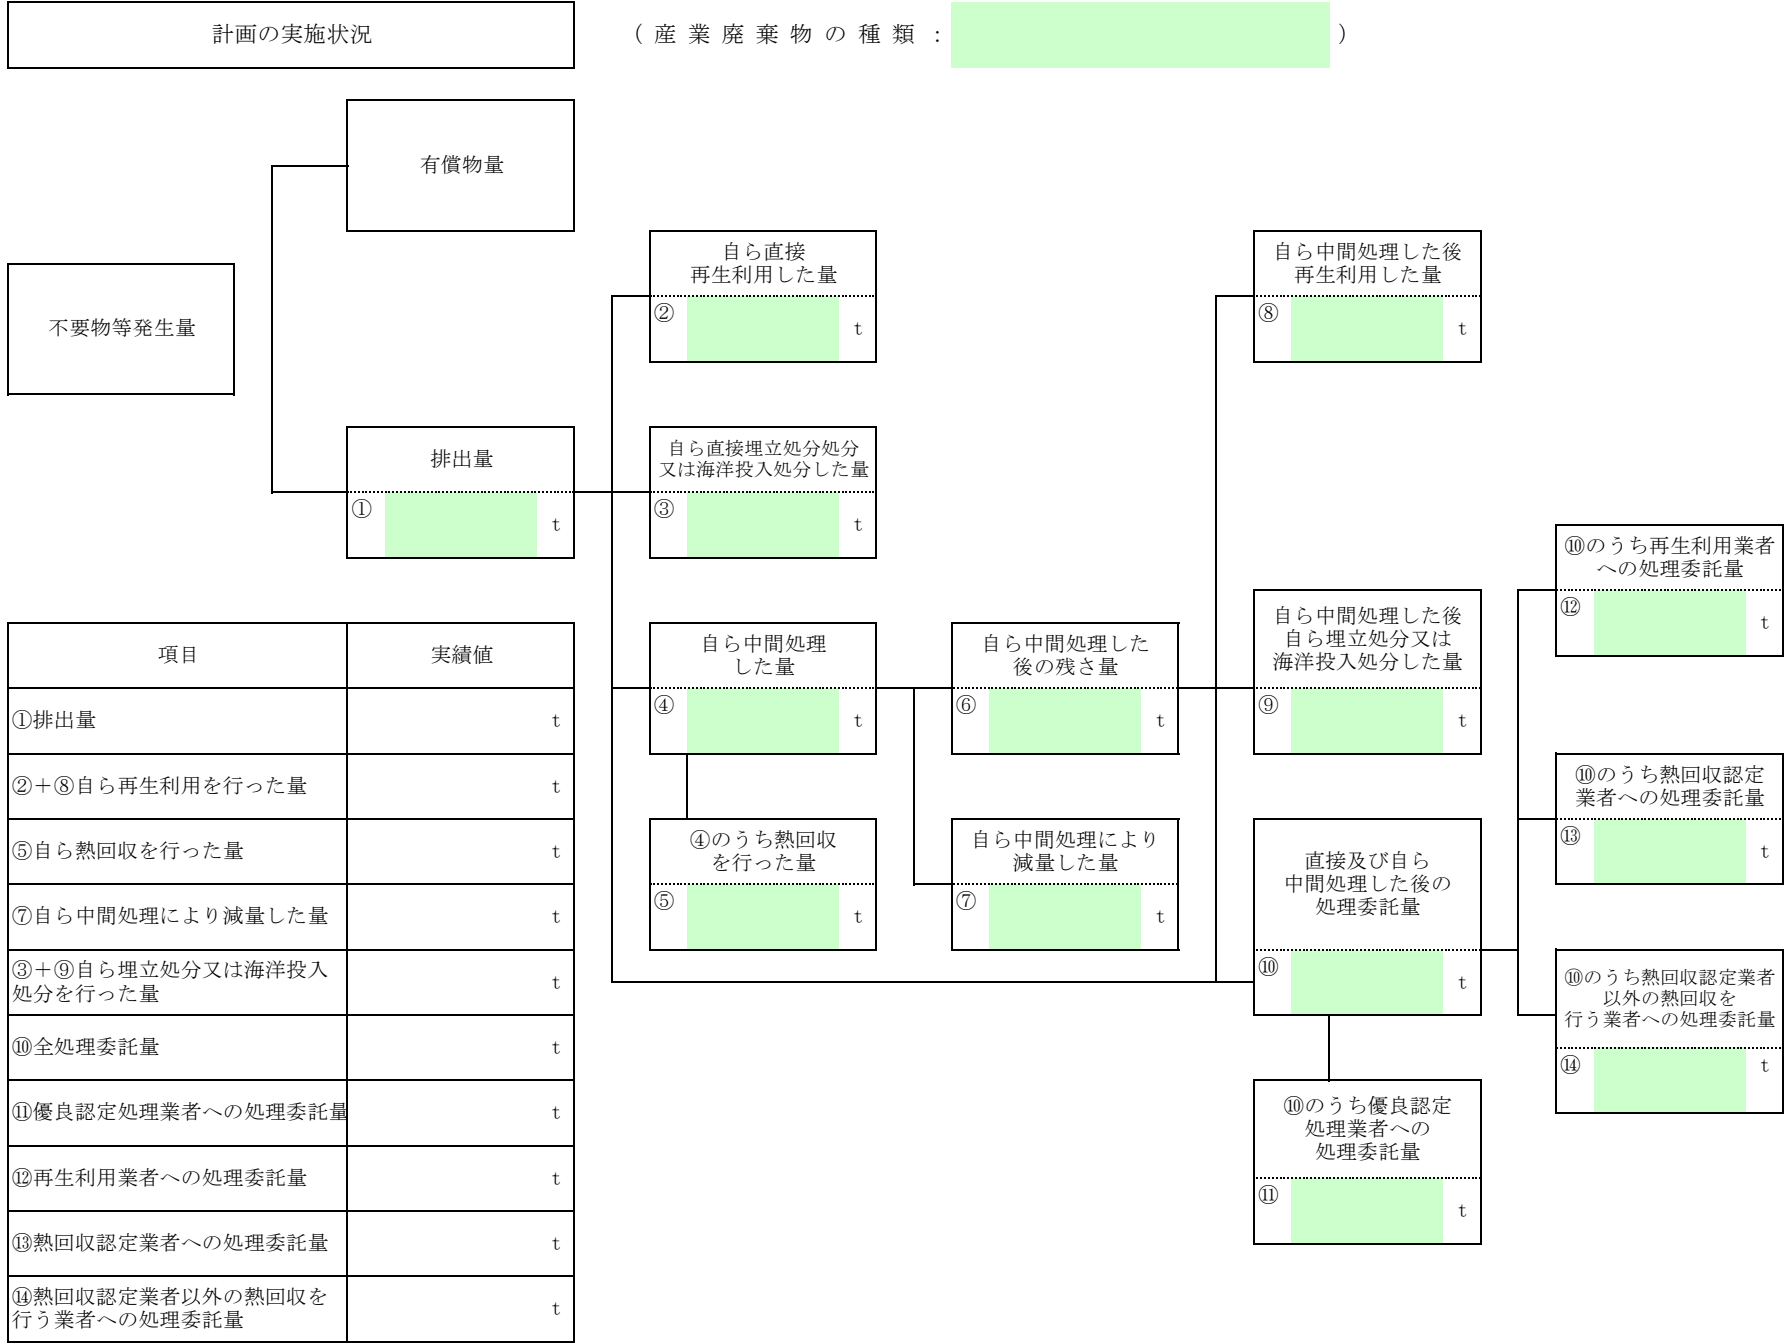 計画の実施状況
（産業廃棄物の種類：
）
有償物量
不要物等発生量
自ら直接
再生利用した量
②
t
自ら中間処理した後
再生利用した量
⑧
t
排出量
①
t
自ら直接埋立処分処分
又は海洋投入処分した量
③
t
⑩のうち再生利用業者
への処理委託量
⑫
t
自ら中間処理
した量
④
t
自ら中間処理した
後の残さ量
⑥
t
自ら中間処理した後
自ら埋立処分又は
海洋投入処分した量
⑨
t
⑩のうち熱回収認定
業者への処理委託量
⑬
t
④のうち熱回収
を行った量
⑤
t
自ら中間処理により
減量した量
⑦
t
直接及び自ら
中間処理した後の
処理委託量
⑩
t
⑩のうち熱回収認定業者
以外の熱回収を
行う業者への処理委託量
⑭
t
⑩のうち優良認定
処理業者への
処理委託量
⑪
t
項目
実績値
①排出量
t
②＋⑧自ら再生利用を行った量
t
⑤自ら熱回収を行った量
t
⑦自ら中間処理により減量した量
t
③＋⑨自ら埋立処分又は海洋投入
処分を行った量
t
⑩全処理委託量
t
⑪優良認定処理業者への処理委託量
t
⑫再生利用業者への処理委託量
t
⑬熱回収認定業者への処理委託量
t
⑭熱回収認定業者以外の熱回収を
行う業者への処理委託量
t